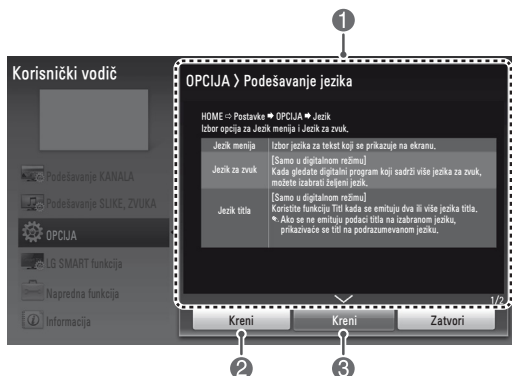 1
Korisnički vodič
Podešavanje KANALA
Podešavanje SLIKE, ZVUKA
OPCIJA
LG SMART funkcija
Napredna funkcija
Informacija
OPCIJA > Podešavanje jezika
HOME ⇨ Postavke ➡ OPCIJA ➡ Jezik
Izbor opcija za Jezik menija i Jezik za zvuk.
Jezik menija Izbor jezika za tekst koji se prikazuje na ekranu.
Jezik za zvuk [Samo u digitalnom režimu]
Kada gledate digitalni program koji sadrži više jezika za zvuk,
možete izabrati željeni jezik.
Jezik titla [Samo u digitalnom režimu]
Koristite funkciju Titl kada se emituju dva ili više jezika titla.
Ako se ne emituju podaci titla na izabranom jeziku,
prikazivaće se titl na podrazumevanom jeziku.
1/2
Kreni Kreni Zatvori
2 3